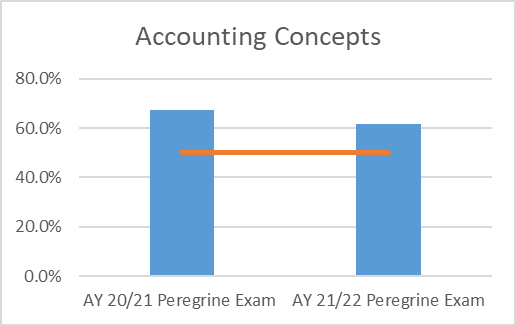 Accounting Concepts
80.0%
60.0%
40.0%
20.0%
0.0%
AY 20/21 Peregrine Exam
AY 21/22 Peregrine Exam